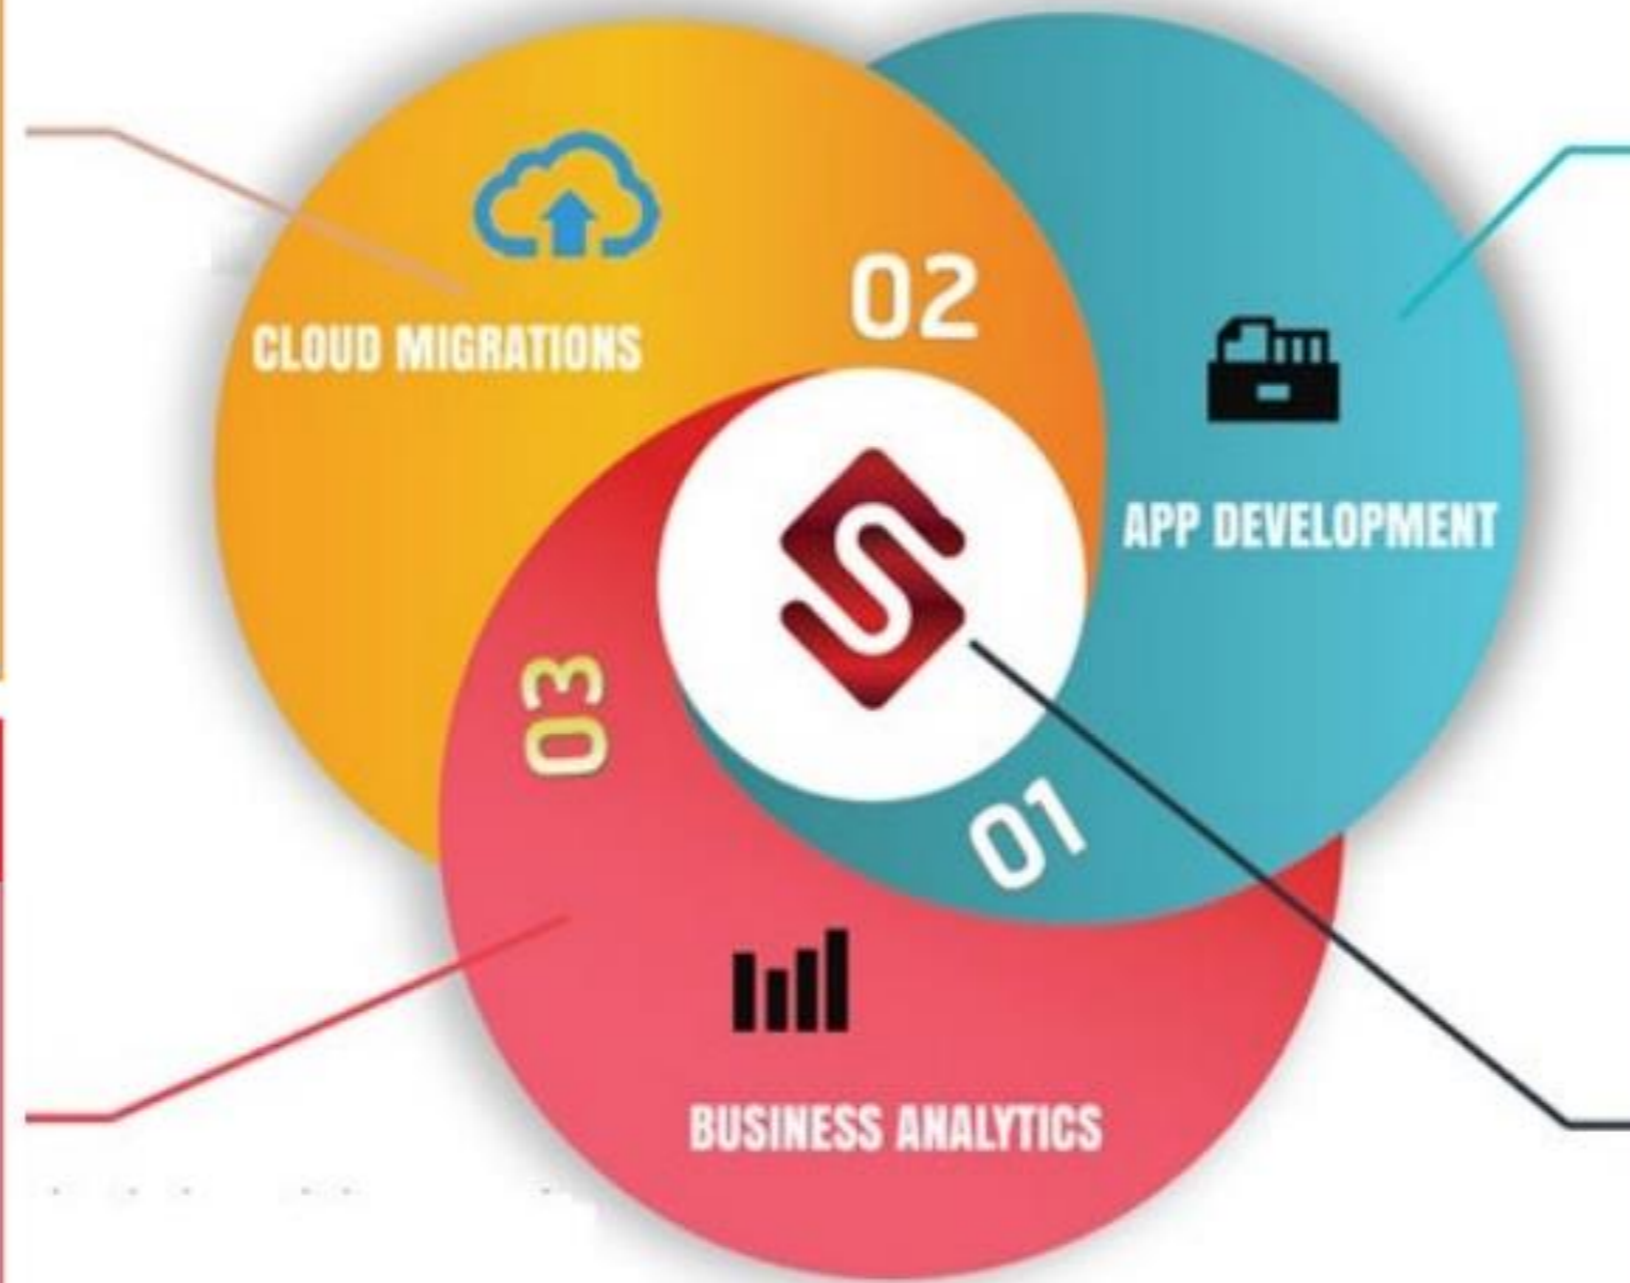 02
CLOUD MIGRATIONS
APP DEVELOPMENT
03
01
BUSINESS ANALYTICS